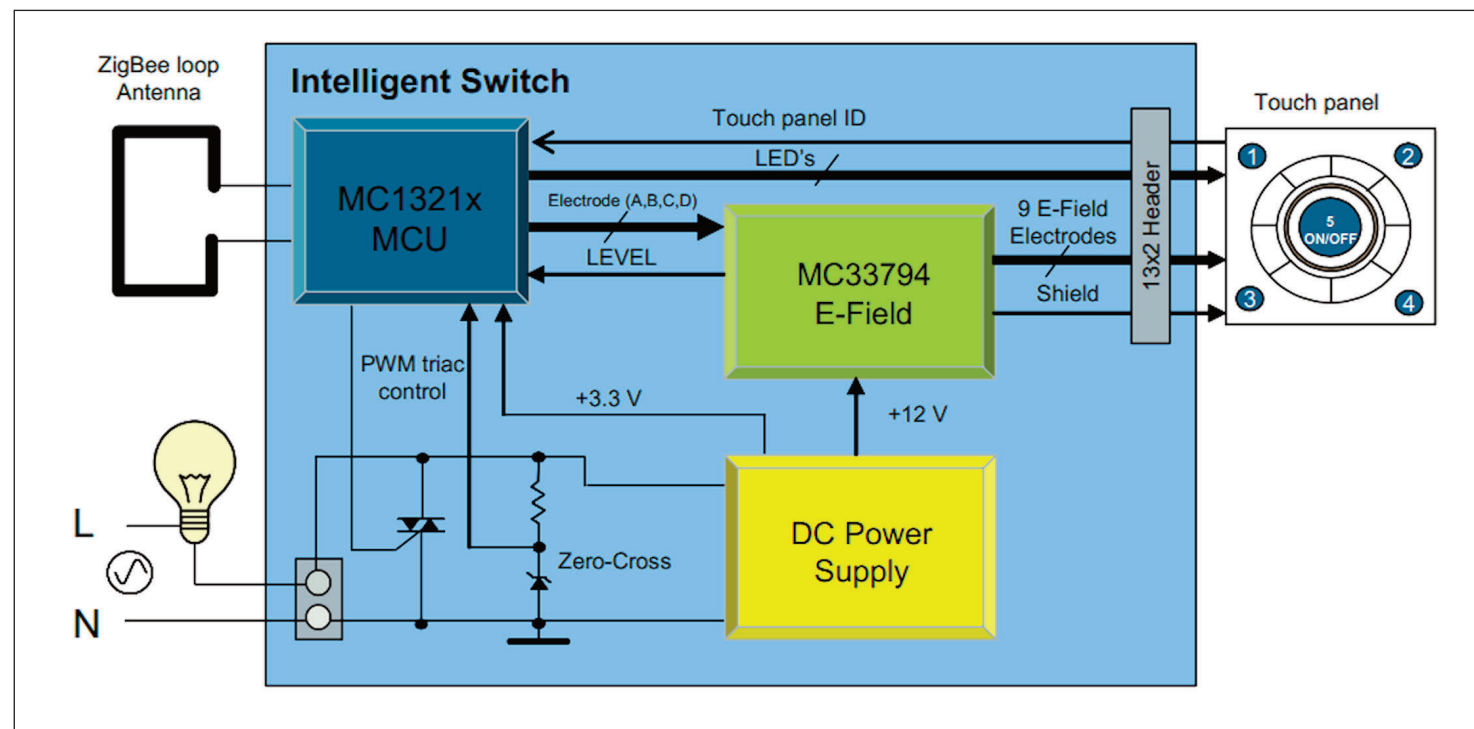 ZigBee loop
Antenna
Intelligent Switch
Touch panel
Touch panel ID
LED's
MC1321x
MCU
Electrode (A,B,C,D)
LEVEL
MC33794
E-Field
9 E-Field
Electrodes
Shield
13x2 Header
1
2
5
ON/OFF
3
4
PWM triac
control
+3.3 V
+12 V
L
N
Zero-Cross
DC Power
Supply